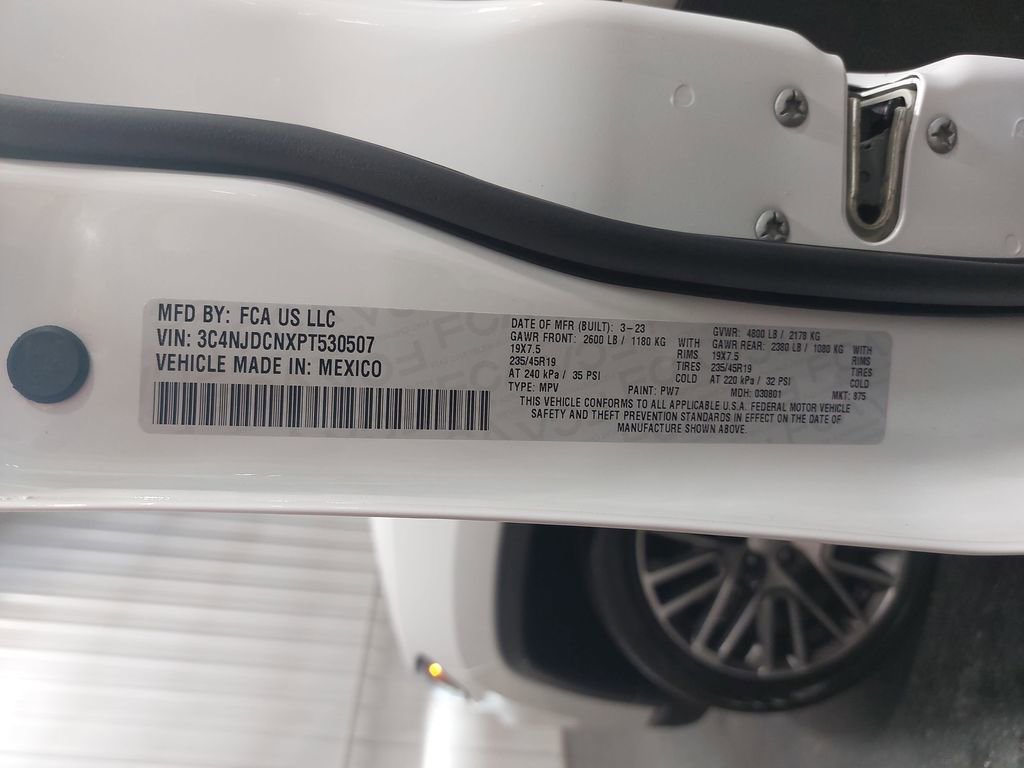 MFD BY: FCA US LLC
VIN: 3C4NJDCNXPT530507
VEHICLE MADE IN: MEXICO
DATE OF MFR (BUILT): 3-23 GVWR: 4800 LB / 2178 KG
GAWR FRONT: 2600 LB / 1180 KG WITH GAWR REAR: 2380 LB / 1080 KG WITH
19X7.5 RIMS 19X7.5 RIMS
235/45R19 TIRES 235/45R19 TIRES
AT 240 kPa / 35 PSI COLD AT 220 kPa / 32 PSI COLD
TYPE: MPV PAINT: PW7 MDH: 030801 MKT: 975
THIS VEHICLE CONFORMS TO ALL APPLICABLE U.S.A. FEDERAL MOTOR VEHICLE
SAFETY AND THEFT PREVENTION STANDARDS IN EFFECT ON THE DATE OF
MANUFACTURE SHOWN ABOVE.